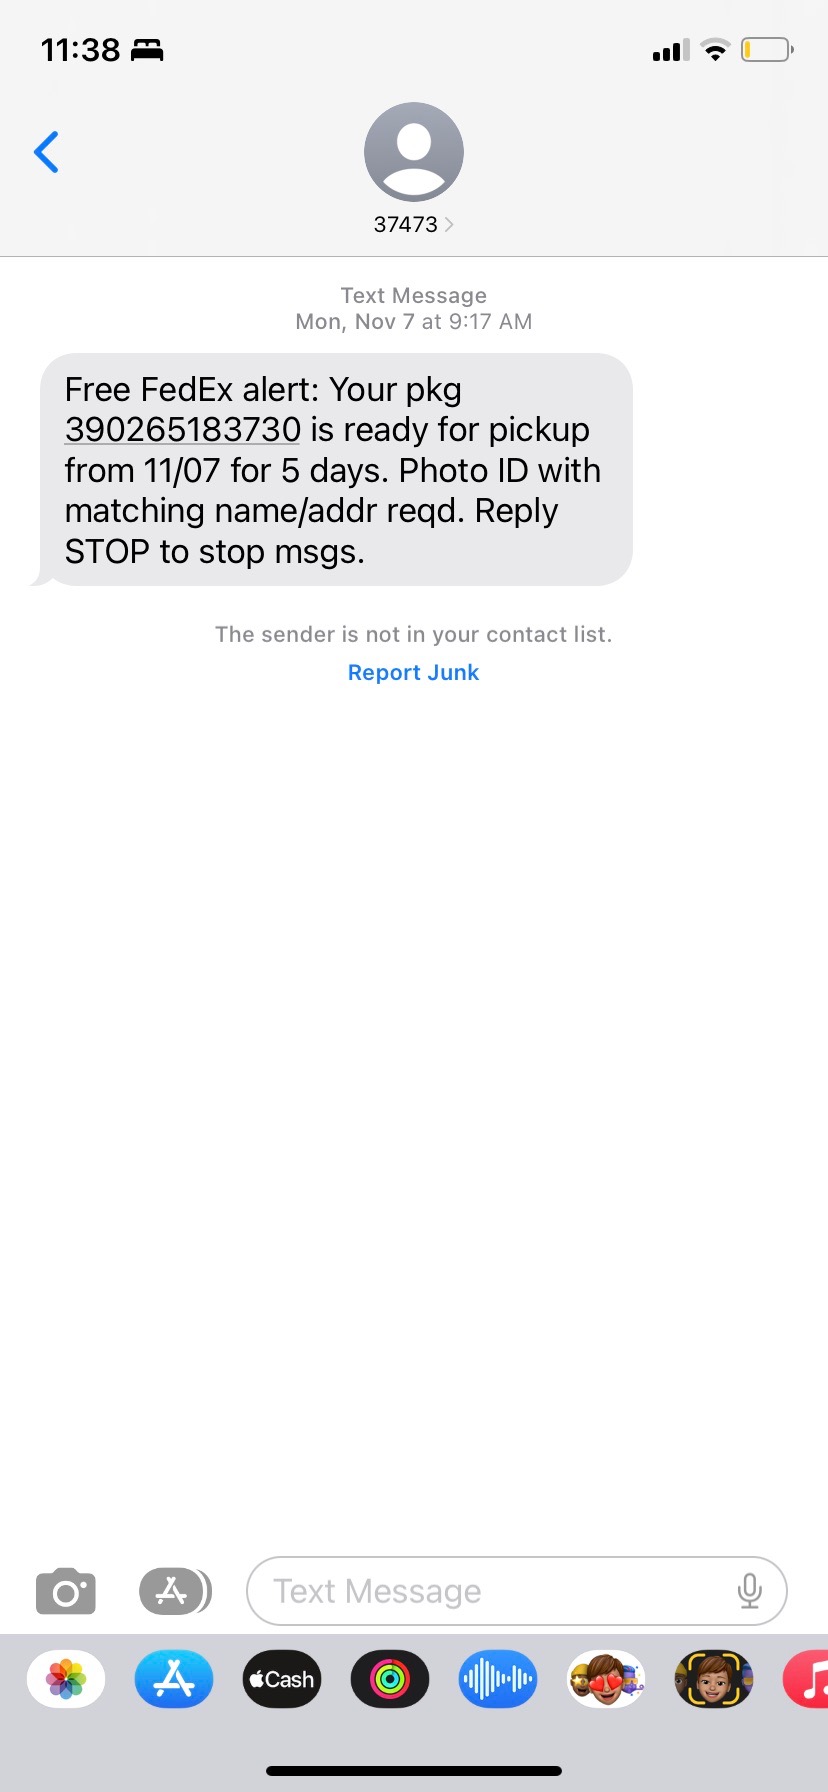 11:38
37473
Text Message
Mon, Nov 7 at 9:17 AM
Free FedEx alert: Your pkg
390265183730 is ready for pickup
from 11/07 for 5 days. Photo ID with
matching name/addr reqd. Reply
STOP to stop msgs.
The sender is not in your contact list.
Report Junk
Text Message
Cash